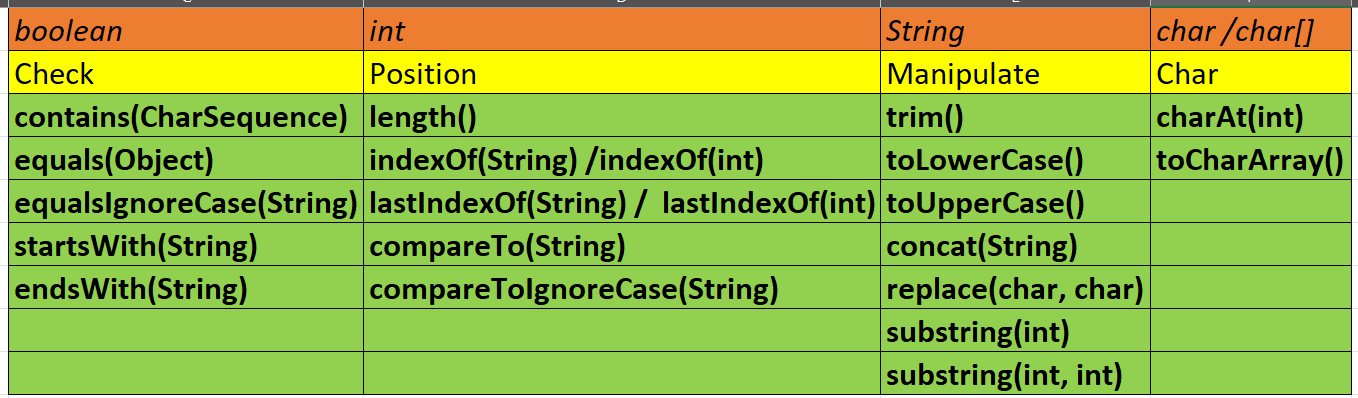 boolean int String char /char[]
Check Position Manipulate Char
contains(CharSequence) length() trim() charAt(int)
equals(Object) indexOf(String) /indexOf(int) toLowerCase() toCharArray()
equalsIgnoreCase(String) lastIndexOf(String) / lastIndexOf(int) toUpperCase()
startsWith(String) compareTo(String) concat(String)
endsWith(String) compareToIgnoreCase(String) replace(char, char)
substring(int)
substring(int, int)